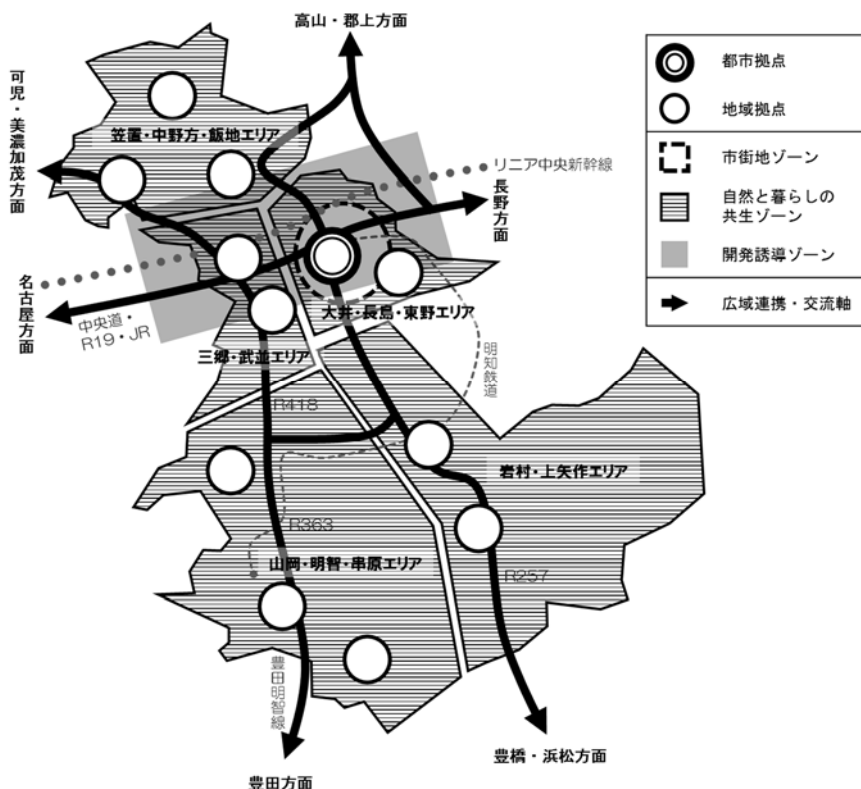 高山・郡上方面
可児・美濃加茂方面
笠置・中野方・飯地エリア
リニア中央新幹線
長野方面
名古屋方面
中央道・
R19・JR
大井・長島・東野エリア
三郷・武並エリア
明知鉄道
R418
岩村・上矢作エリア
R363
山岡・明智・串原エリア
R257
豊田明智線
豊橋・浜松方面
豊田方面
都市拠点
地域拠点
市街地ゾーン
自然と暮らしの
共生ゾーン
開発誘導ゾーン
広域連携・交流軸